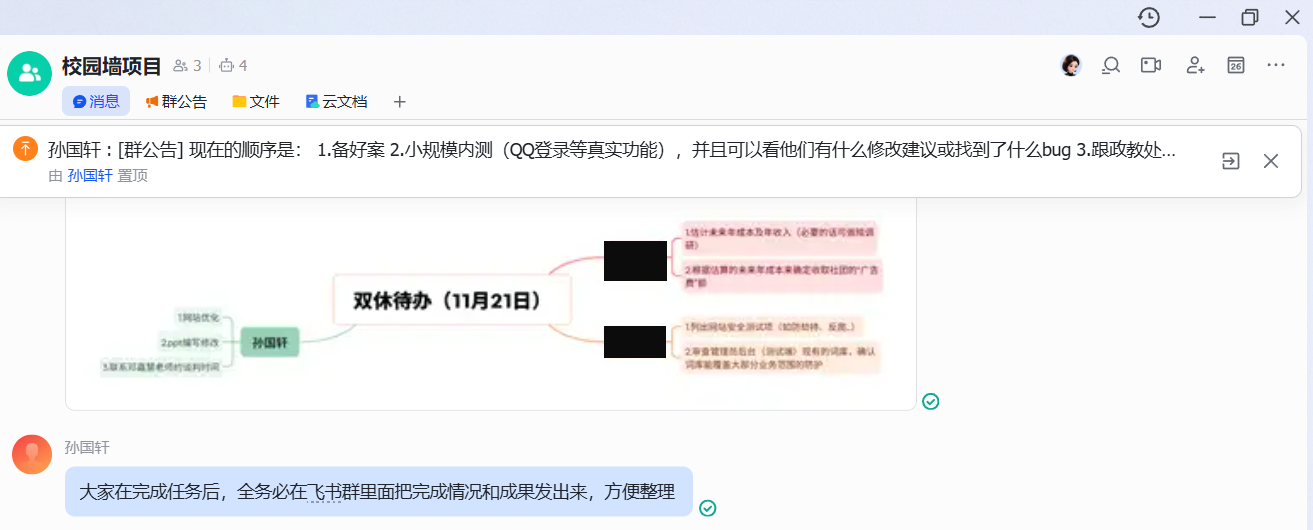 校园墙项目 3 4
消息 群公告 文件 云文档
26
孙国轩：[群公告] 现在的顺序是： 1.备好案 2.小规模内测（QQ登录等真实功能），并且可以看他们有什么修改建议或找到了什么bug 3.跟政教处...
由 孙国轩 置顶
1.估计未来年成本及年收入（必要的话可做抽调
研）
2.根据估算的未来年成本来确定收取社团的“广告
费”额
双休待办（11月21日）
1.网站优化
孙国轩
2.ppt编写修改
3.联系邓嘉慧老师约谈判时间
1.列出网站安全测试项（如防劫持、反爬..）
2.审查管理员后台（测试端）现有的词库，确认
词库能覆盖大部分业务范围的防护
孙国轩
大家在完成任务后，全务必在飞书群里面把完成情况和成果发出来，方便整理